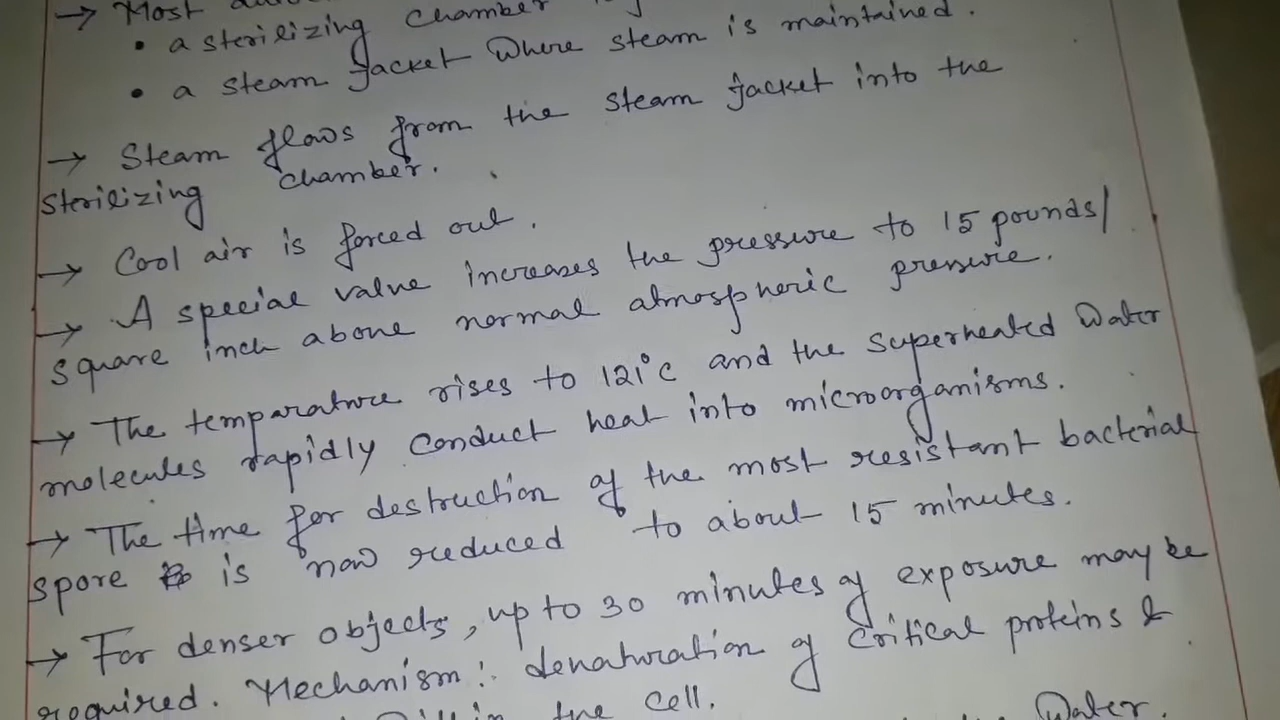 → Most
• a sterilizing chamber
• a steam jacket where steam is maintained.
→ Steam flows from the steam jacket into the
sterilizing chamber.
→ Cool air is forced out.
→ A special valve increases the pressure to 15 pounds/
square inch above normal atmospheric pressure.
→ The temparature rises to 121°C and the superheated water
molecules rapidly conduct heat into microorganisms.
→ The time for destruction of the most resistant bacterial
spore is now reduced to about 15 minutes.
→ For denser objects, up to 30 minutes of exposure may be
required. Mechanism: denaturation of critical proteins &
the cell.
Water.